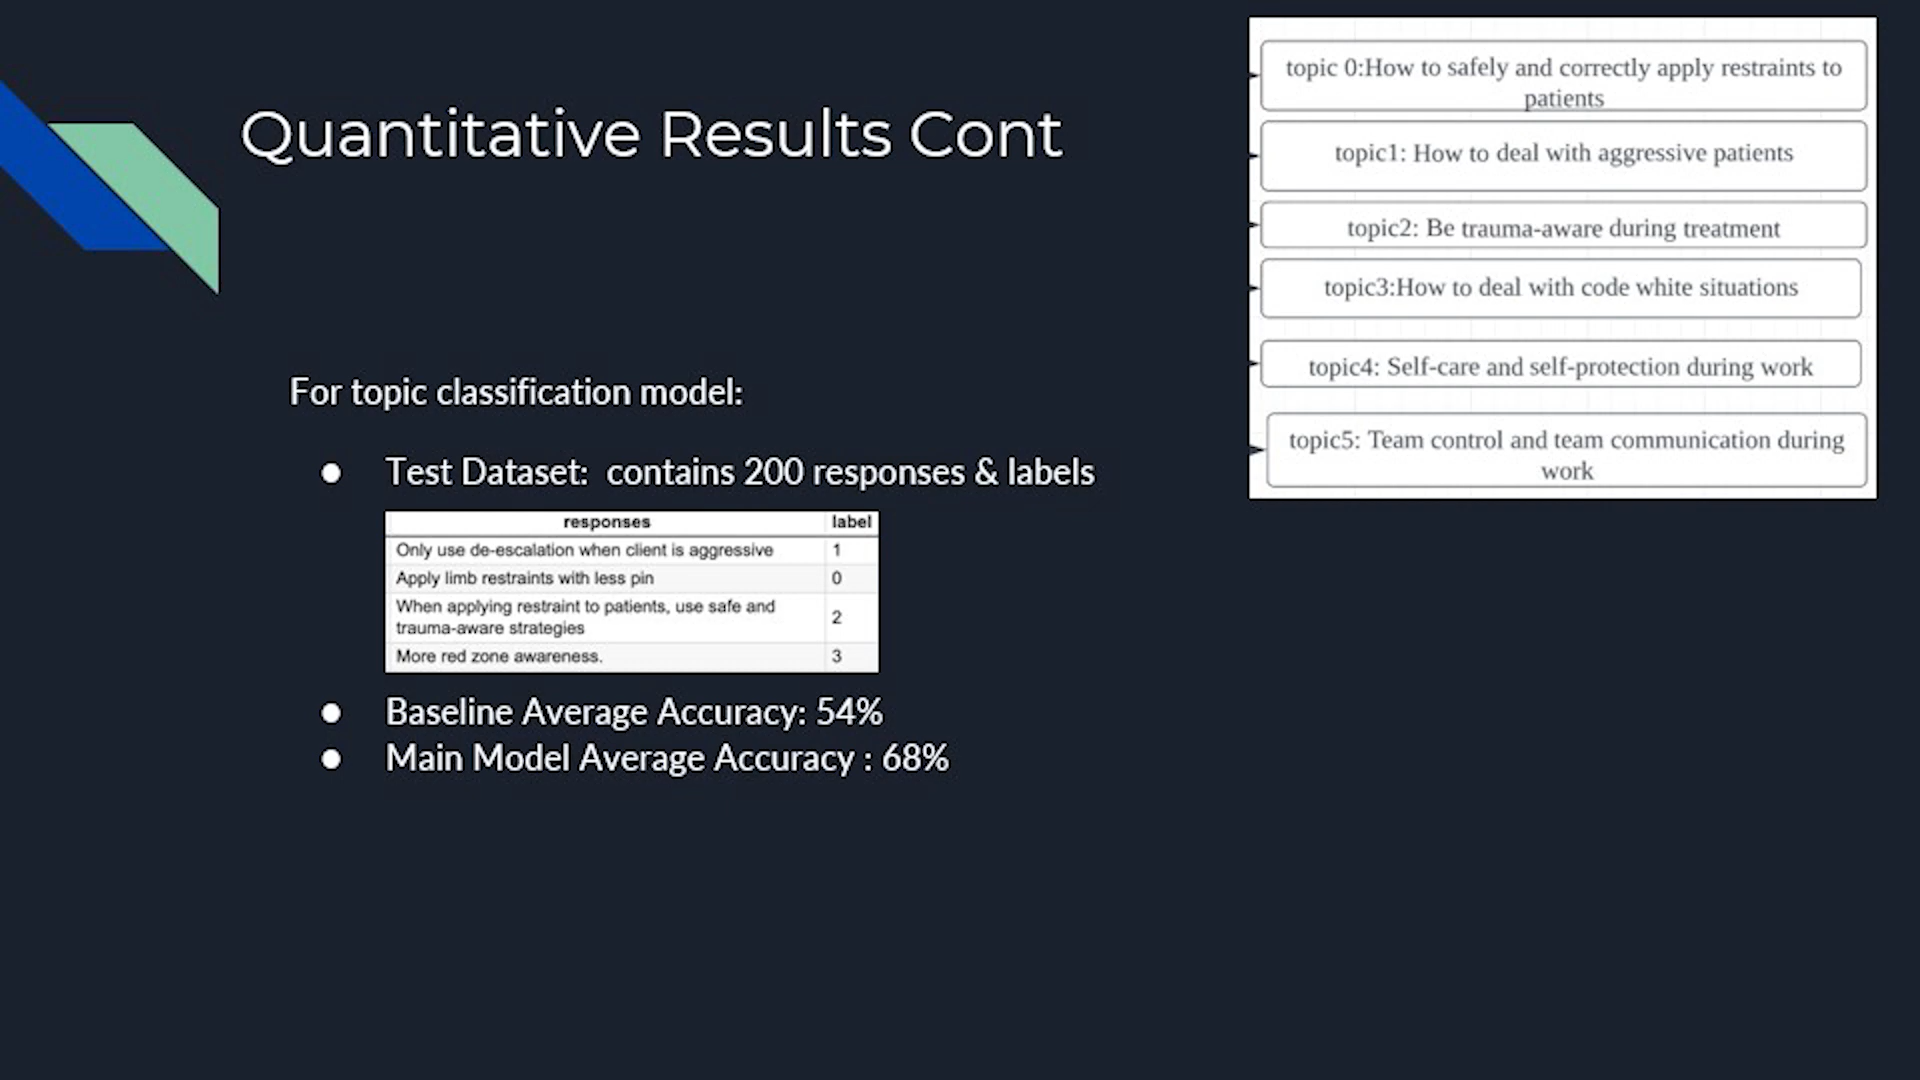 Quantitative Results Cont
topic 0:How to safely and correctly apply restraints to
patients
topic1: How to deal with aggressive patients
topic2: Be trauma-aware during treatment
topic3:How to deal with code white situations
topic4: Self-care and self-protection during work
topic5: Team control and team communication during
work
For topic classification model:
● Test Dataset: contains 200 responses & labels
responses label
Only use de-escalation when client is aggressive 1
Apply limb restraints with less pin 0
When applying restraint to patients, use safe and
trauma-aware strategies 2
More red zone awareness. 3
● Baseline Average Accuracy: 54%
● Main Model Average Accuracy : 68%